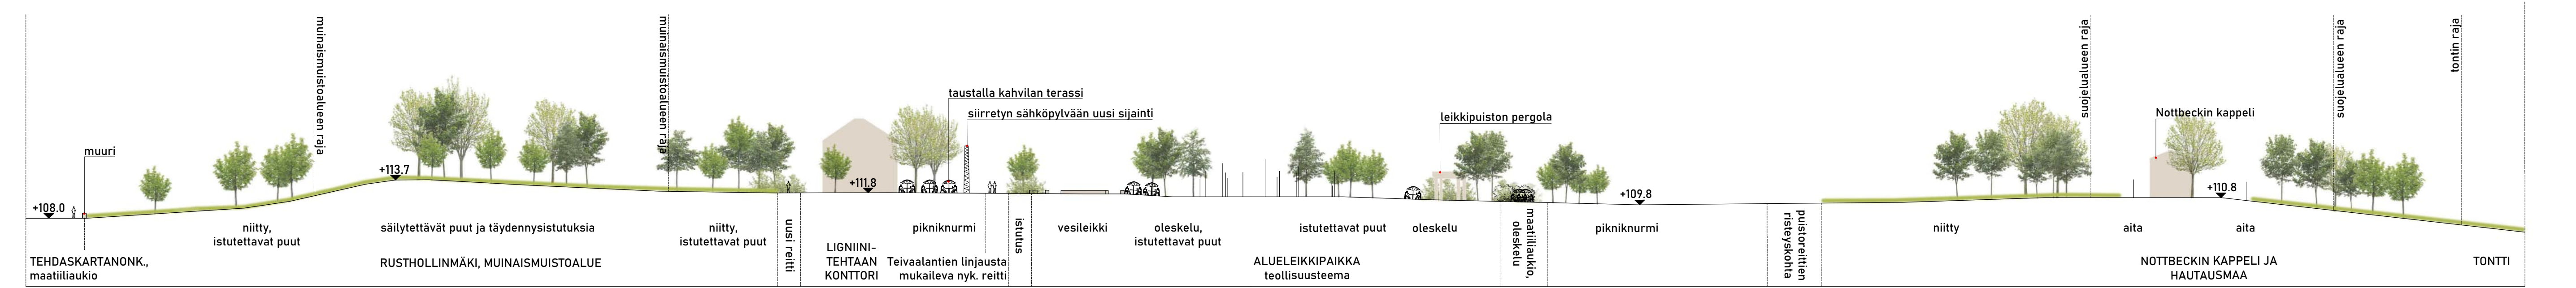 muinaismuistoalueen raja
muinaismuistoalueen raja
suojelualueen raja
suojelualueen raja
tontin raja
taustalla kahvilan terassi
siirretyn sähköpylvään uusi sijainti
leikkipuiston pergola
Nottbeckin kappeli
muuri
+108.0
+113.7
+111.8
+109.8
+110.8
niitty,
istutettavat puut
säilytettävät puut ja täydennysistutuksia
niitty,
istutettavat puut
uusi reitti
pikniknurmi
istutus
vesileikki
oleskelu,
istutettavat puut
istutettavat puut
oleskelu
maatiiliaukio,
oleskelu
pikniknurmi
puistoreittien
risteyskohta
niitty
aita
aita
TEHDASKARTANONK.,
maatiiliaukio
RUSTHOLLINMÄKI, MUINAISMUISTOALUE
LIGNIINI-
TEHTAAN
KONTTORI
Teivaalantien linjausta
mukaileva nyk. reitti
ALUELEIKKIPAIKKA
teollisuusteema
NOTTBECKIN KAPPELI JA
HAUTAUSMAA
TONTTI